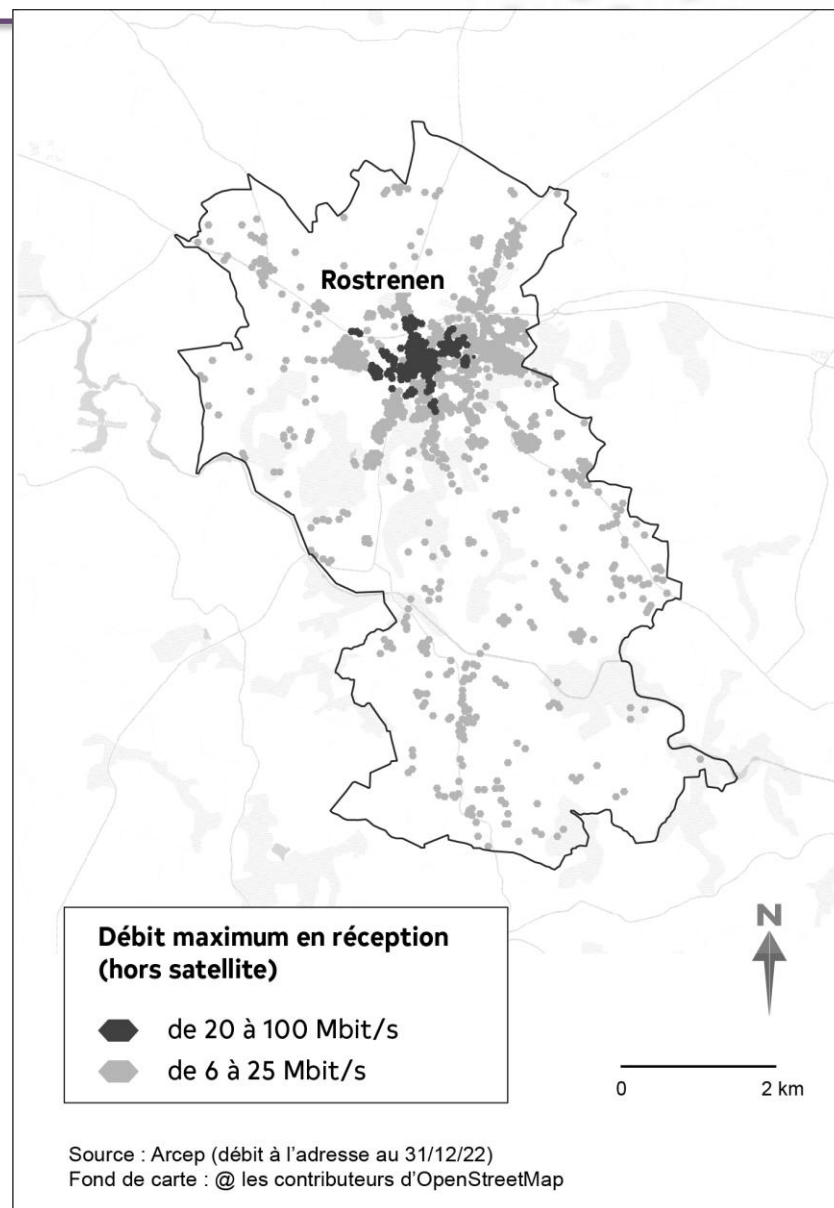 Rostrenen
Débit maximum en réception
(hors satellite)
de 20 à 100 Mbit/s
de 6 à 25 Mbit/s
N
0 2 km
Source : Arcep (débit à l'adresse au 31/12/22)
Fond de carte : @ les contributeurs d'OpenStreetMap